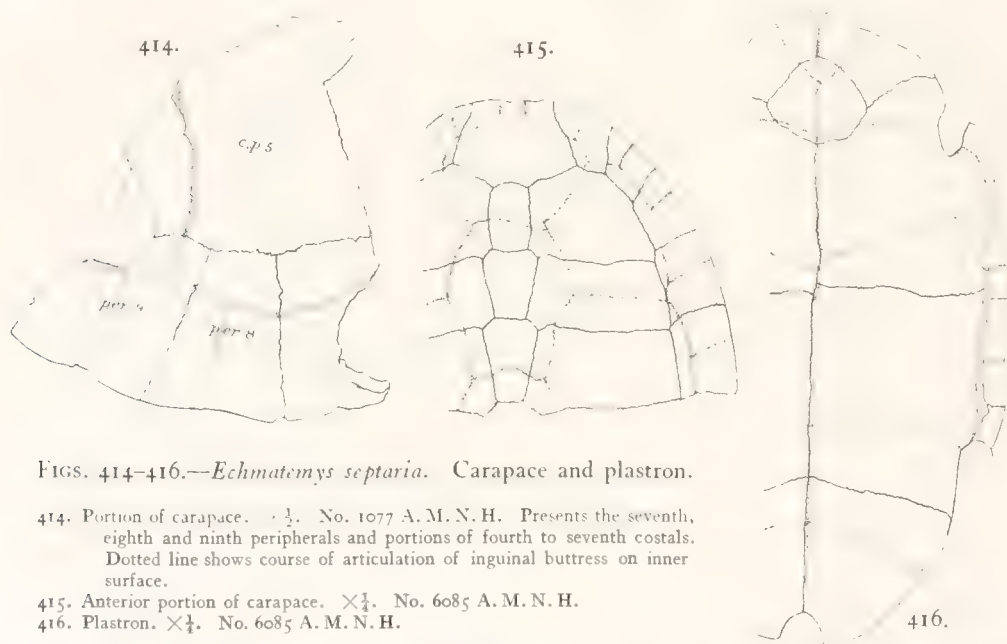 414.
415.
c.p 5
per
per 8
416.
FIGS. 414–416.—Echmatemys septaria. Carapace and plastron.
414. Portion of carapace. ½. No. 1077 A. M. N. H. Presents the seventh,
eighth and ninth peripherals and portions of fourth to seventh costals.
Dotted line shows course of articulation of inguinal buttress on inner
surface.
415. Anterior portion of carapace. ×¼. No. 6085 A. M. N. H.
416. Plastron. ×¼. No. 6085 A. M. N. H.